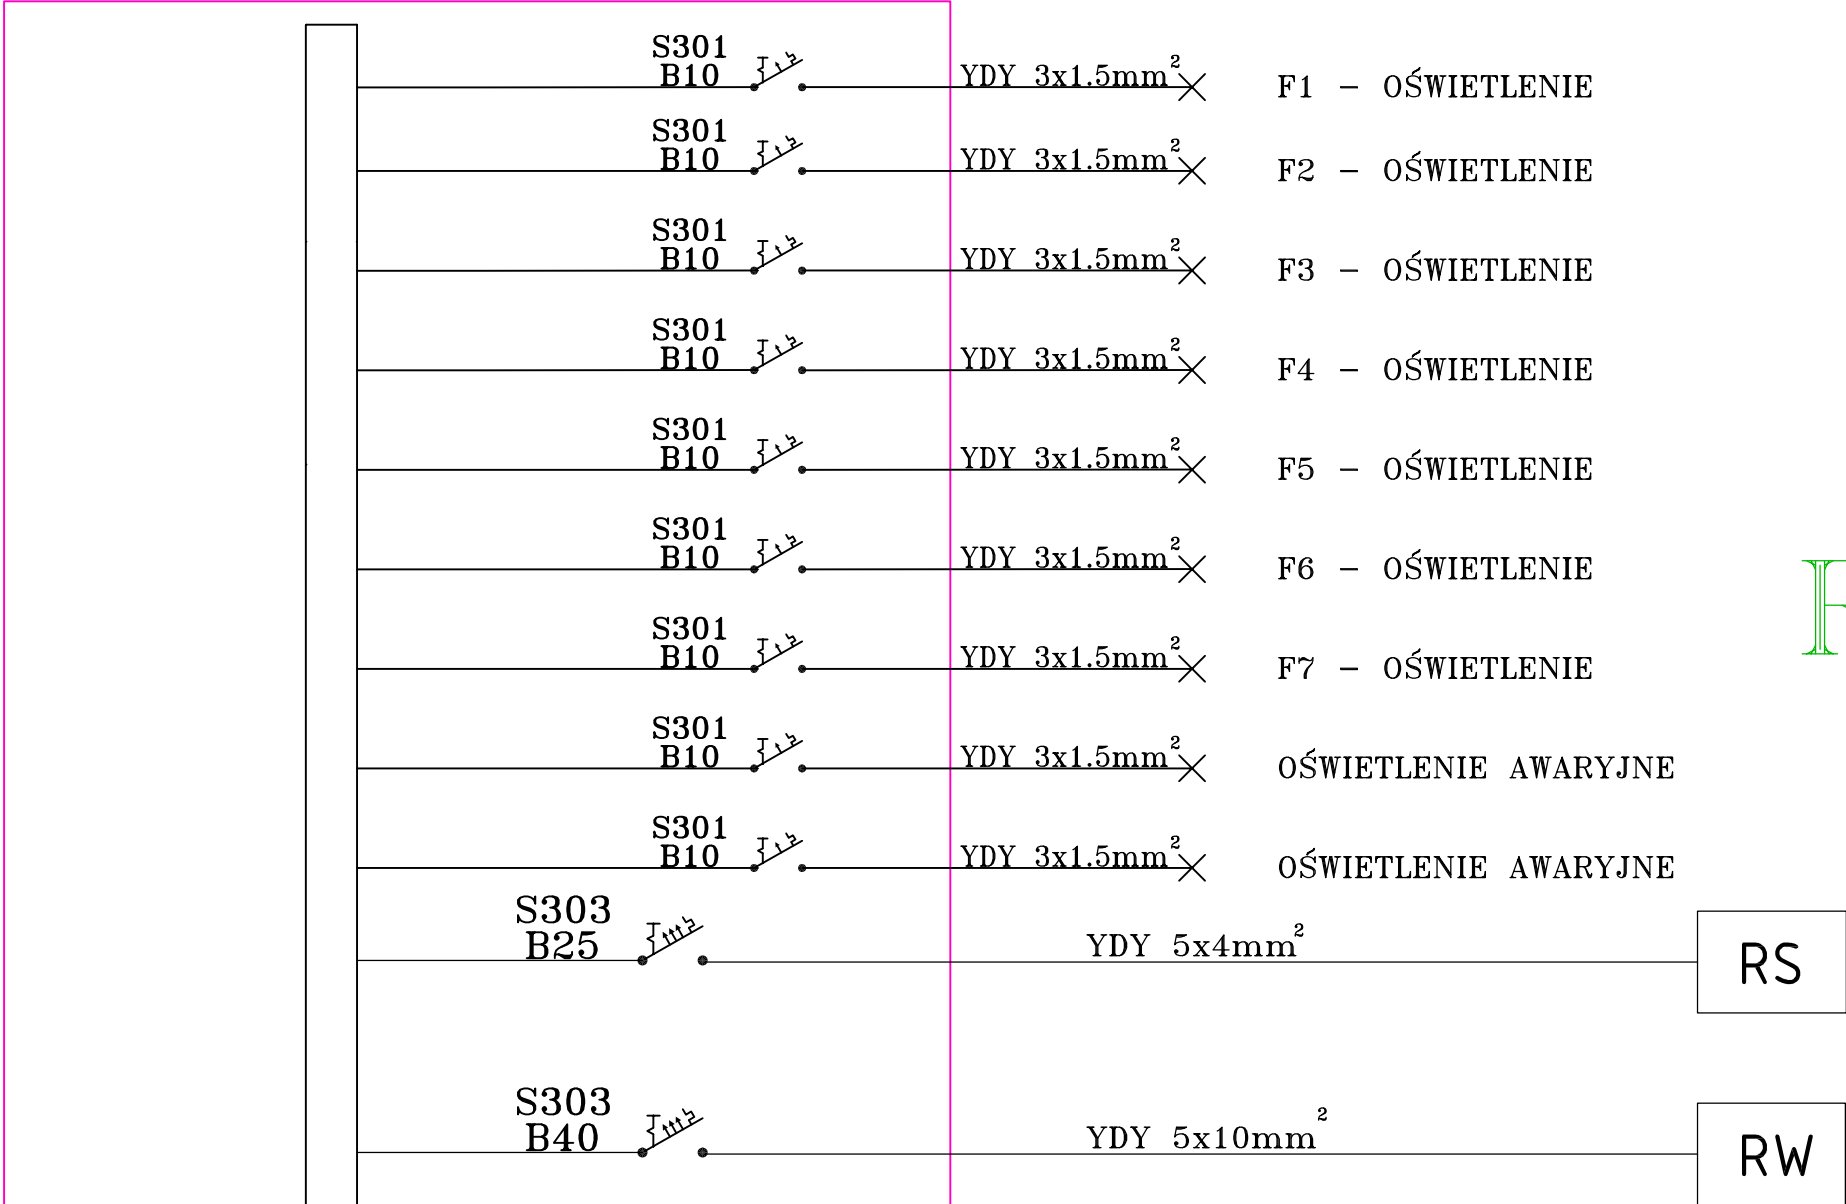 S301
B10 YDY 3x1.5mm² F1 - OŚWIETLENIE
S301
B10 YDY 3x1.5mm² F2 - OŚWIETLENIE
S301
B10 YDY 3x1.5mm² F3 - OŚWIETLENIE
S301
B10 YDY 3x1.5mm² F4 - OŚWIETLENIE
S301
B10 YDY 3x1.5mm² F5 - OŚWIETLENIE
S301
B10 YDY 3x1.5mm² F6 - OŚWIETLENIE
S301
B10 YDY 3x1.5mm² F7 - OŚWIETLENIE
S301
B10 YDY 3x1.5mm² OŚWIETLENIE AWARYJNE
S301
B10 YDY 3x1.5mm² OŚWIETLENIE AWARYJNE
S303
B25 YDY 5x4mm² RS
S303
B40 YDY 5x10mm² RW